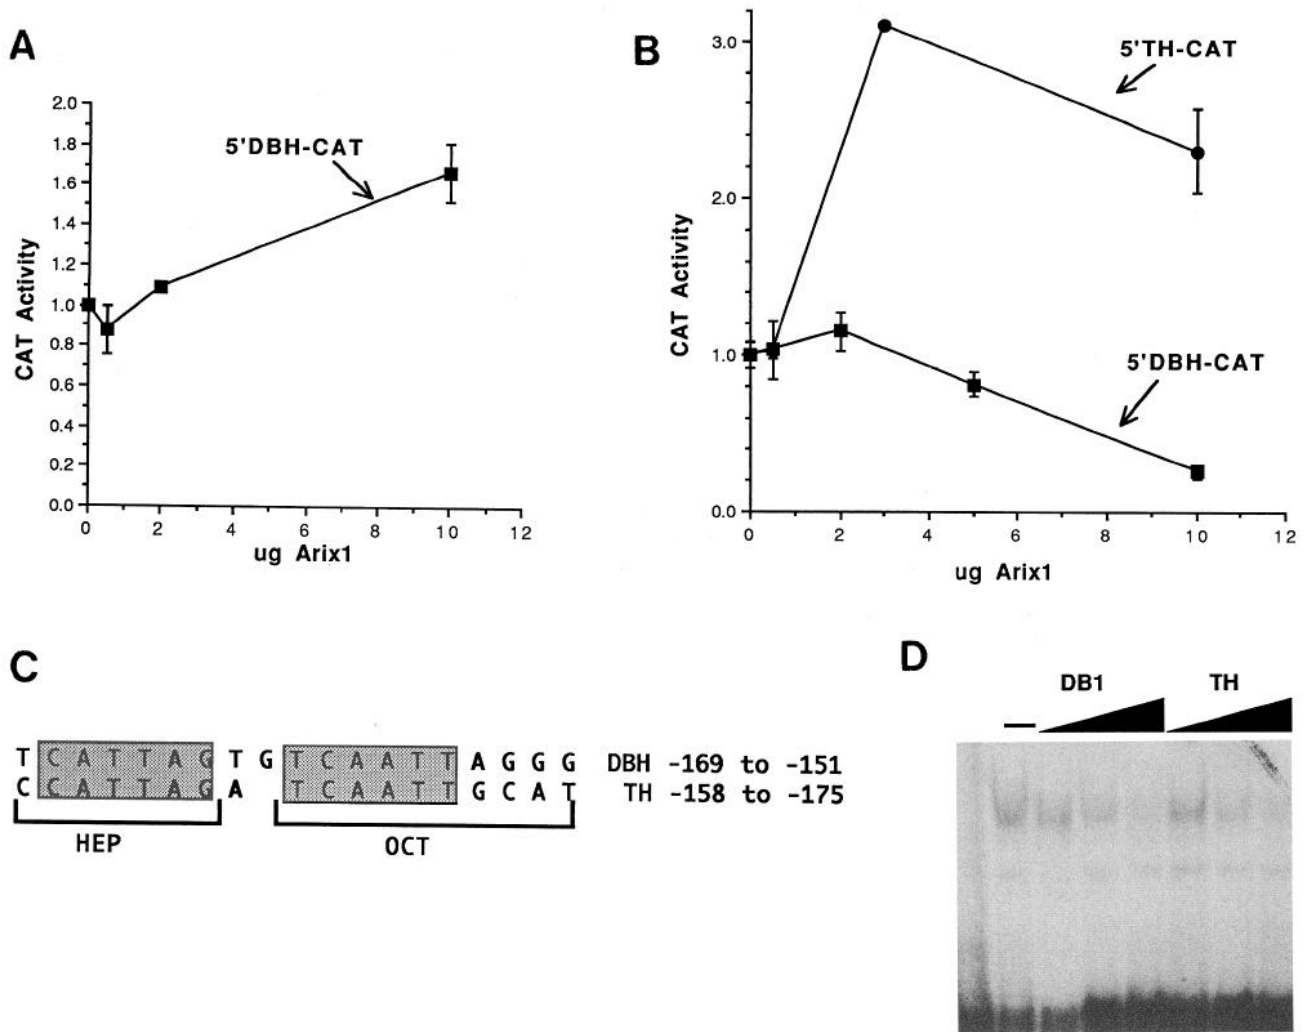 A
5'DBH-CAT
CAT Activity
2.0
1.8
1.6
1.4
1.2
1.0
0.8
0.6
0.4
0.2
0.0
0 2 4 6 8 10 12
ug Arix1
B
5'TH-CAT
5'DBH-CAT
CAT Activity
3.0
2.0
1.0
0.0
0 2 4 6 8 10 12
ug Arix1
C
T C A T T A G T G T C A A T T A G G G DBH -169 to -151
C C A T T A G A T C A A T T G C A T TH -158 to -175
HEP OCT
D
DB1 TH